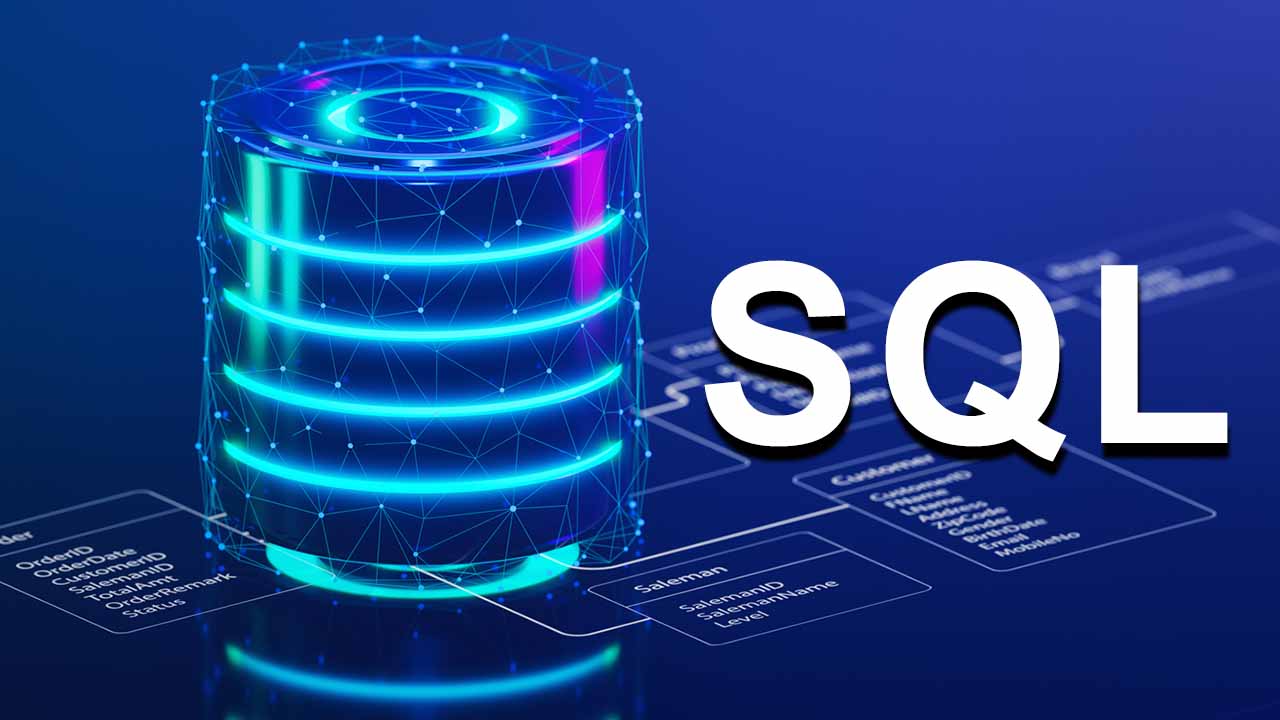 SQL
Customer
CustomerID
FName
LName
Address
ZipCode
Gender
BirthDate
Email
MobileNo
OrderID
OrderDate
CustomerID
SalemanID
TotalAmt
OrderRemark
Status
Saleman
SalemanID
SalemanName
Level